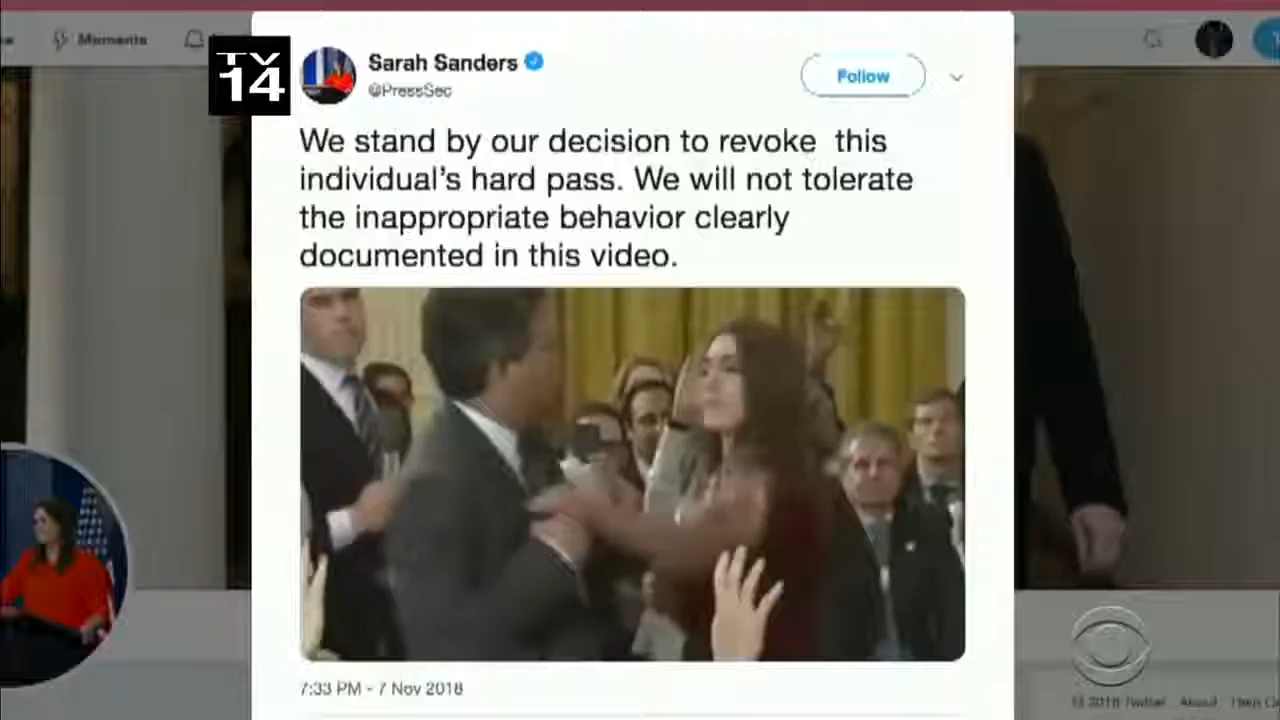 Moments
TV
14
Sarah Sanders
@PressSec
Follow
We stand by our decision to revoke this
individual's hard pass. We will not tolerate
the inappropriate behavior clearly
documented in this video.
7:33 PM - 7 Nov 2018
© 2018 Twitter About